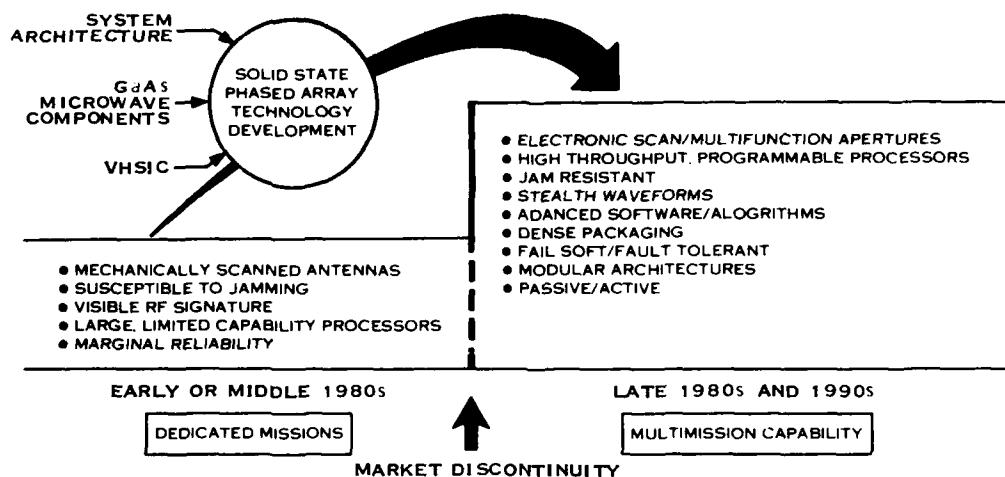 SYSTEM
ARCHITECTURE
GaAs
MICROWAVE
COMPONENTS
VHSIC
SOLID STATE
PHASED ARRAY
TECHNOLOGY
DEVELOPMENT
• MECHANICALLY SCANNED ANTENNAS
• SUSCEPTIBLE TO JAMMING
• VISIBLE RF SIGNATURE
• LARGE, LIMITED CAPABILITY PROCESSORS
• MARGINAL RELIABILITY
• ELECTRONIC SCAN/MULTIFUNCTION APERTURES
• HIGH THROUGHPUT, PROGRAMMABLE PROCESSORS
• JAM RESISTANT
• STEALTH WAVEFORMS
• ADANCED SOFTWARE/ALOGRITHMS
• DENSE PACKAGING
• FAIL SOFT/FAULT TOLERANT
• MODULAR ARCHITECTURES
• PASSIVE/ACTIVE
EARLY OR MIDDLE 1980s
DEDICATED MISSIONS
LATE 1980s AND 1990s
MULTIMISSION CAPABILITY
MARKET DISCONTINUITY